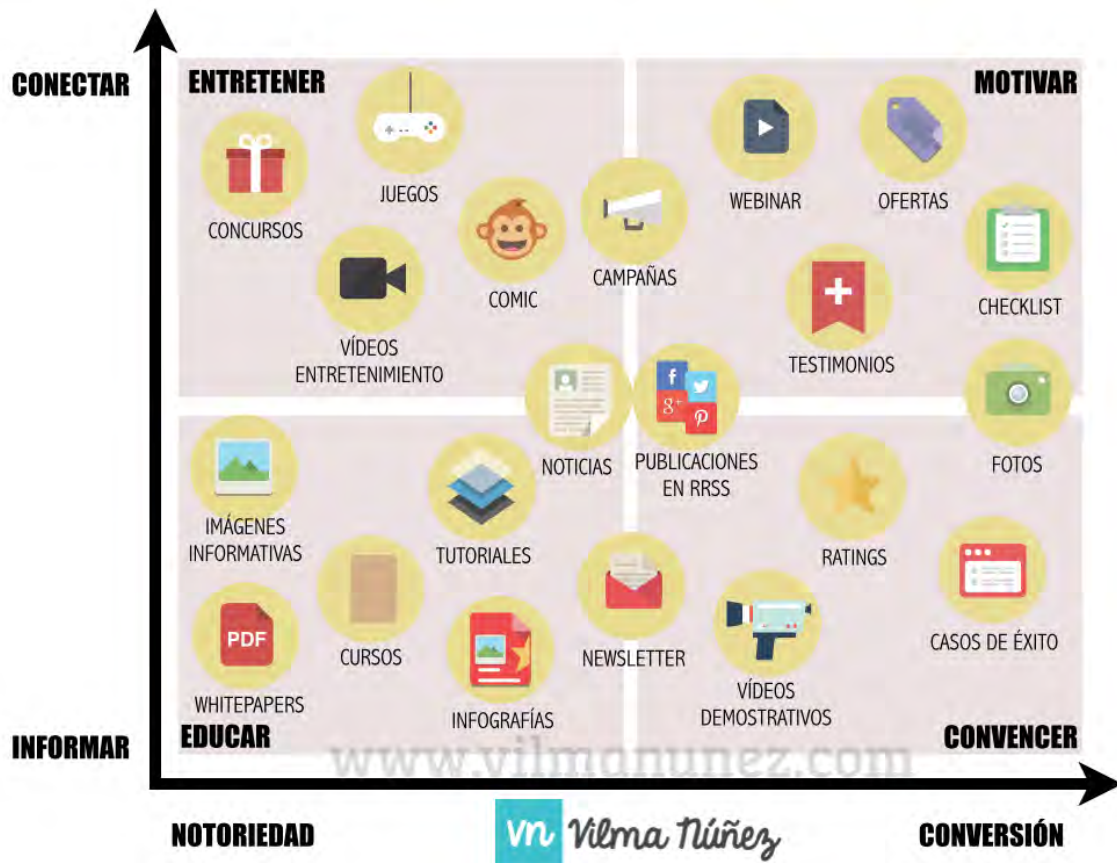 CONECTAR
ENTRETENER
MOTIVAR
JUEGOS
CONCURSOS
WEBINAR
OFERTAS
COMIC
CAMPAÑAS
CHECKLIST
VÍDEOS
ENTRETENIMIENTO
TESTIMONIOS
f
g+
NOTICIAS
PUBLICACIONES
EN RRSS
FOTOS
IMÁGENES
INFORMATIVAS
TUTORIALES
RATINGS
PDF
WHITEPAPERS
CURSOS
INFOGRAFÍAS
NEWSLETTER
VÍDEOS
DEMOSTRATIVOS
CASOS DE ÉXITO
INFORMAR
EDUCAR
CONVENCER
www.vilmanunez.com
NOTORIEDAD
vn Vilma Núñez
CONVERSIÓN